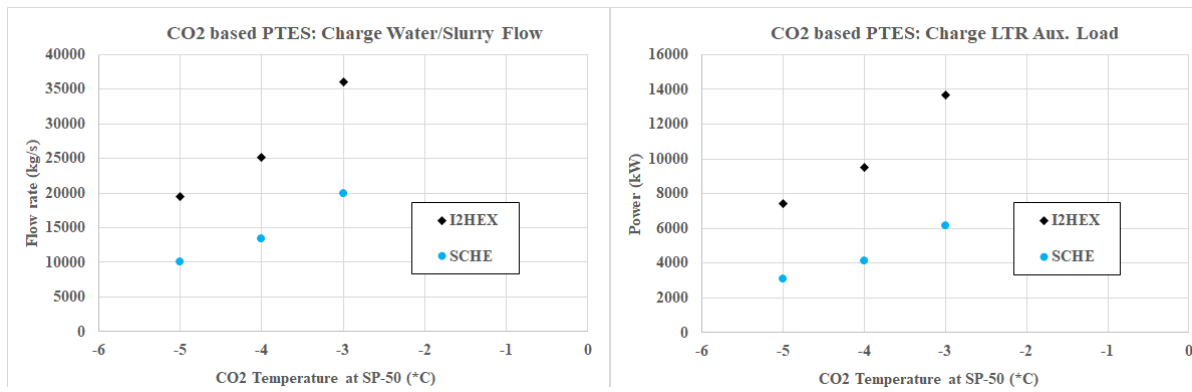 CO2 based PTES: Charge Water/Slurry Flow
40000
35000
30000
25000
20000
15000
10000
5000
0
Flow rate (kg/s)
-6 -5 -4 -3 -2 -1 0
CO2 Temperature at SP-50 (*C)
I2HEX
SCHE
CO2 based PTES: Charge LTR Aux. Load
16000
14000
12000
10000
8000
6000
4000
2000
0
Power (kW)
-6 -5 -4 -3 -2 -1 0
CO2 Temperature at SP-50 (*C)
I2HEX
SCHE